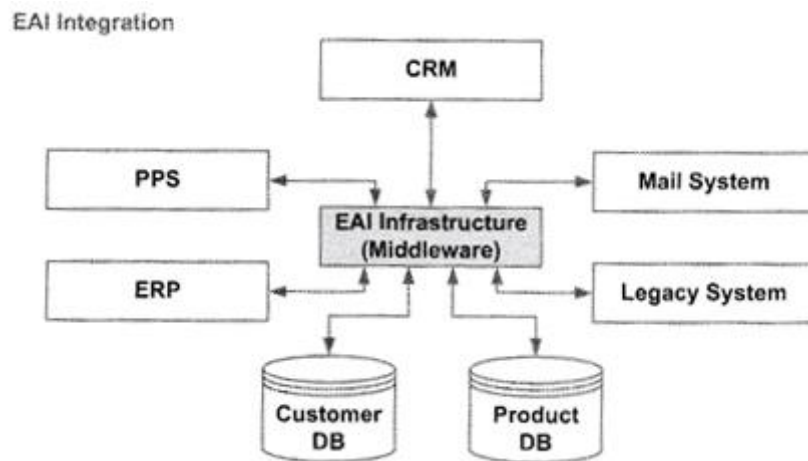 EAI Integration
CRM
PPS
Mail System
EAI Infrastructure
(Middleware)
ERP
Legacy System
Customer
DB
Product
DB